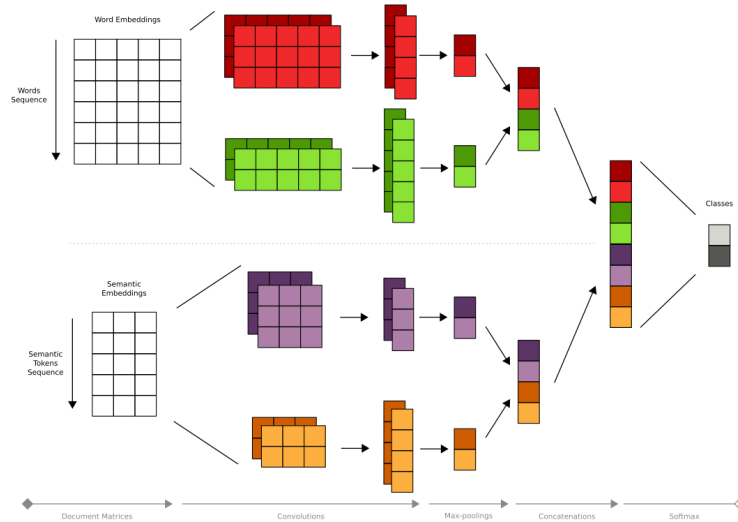 Word Embeddings
Words
Sequence
Classes
Semantic
Embeddings
Semantic
Tokens
Sequence
Document Matrices
Convolutions
Max-poolings
Concatenations
Softmax